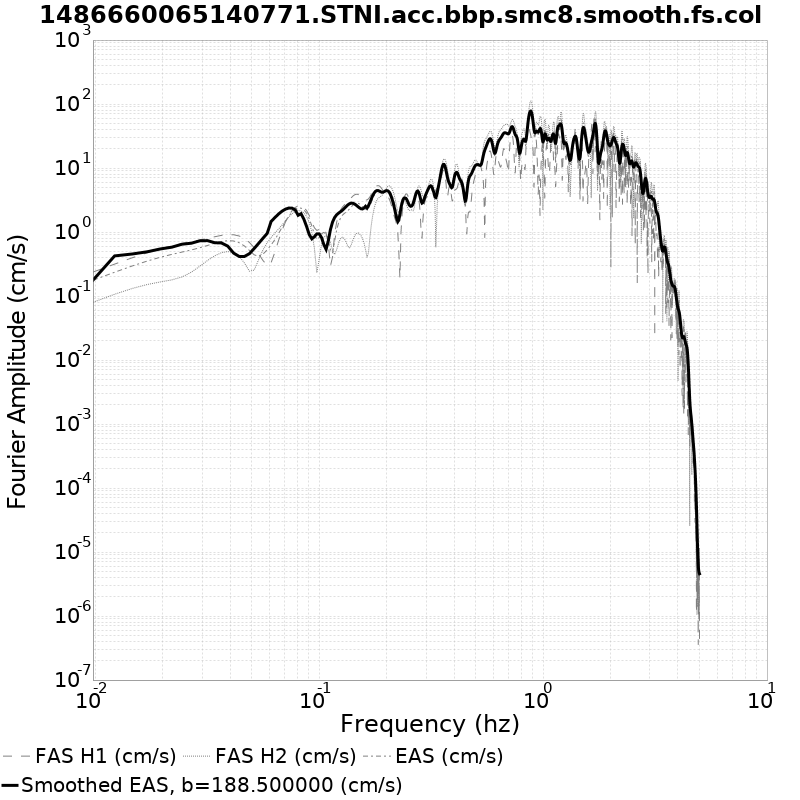 1486660065140771.STNI.acc.bbp.smc8.smooth.fs.col
10^3
10^2
10^1
10^0
10^-1
10^-2
10^-3
10^-4
10^-5
10^-6
10^-7
Fourier Amplitude (cm/s)
10^-2 10^-1 10^0 10^1
Frequency (hz)
FAS H1 (cm/s) FAS H2 (cm/s) EAS (cm/s)
Smoothed EAS, b=188.500000 (cm/s)